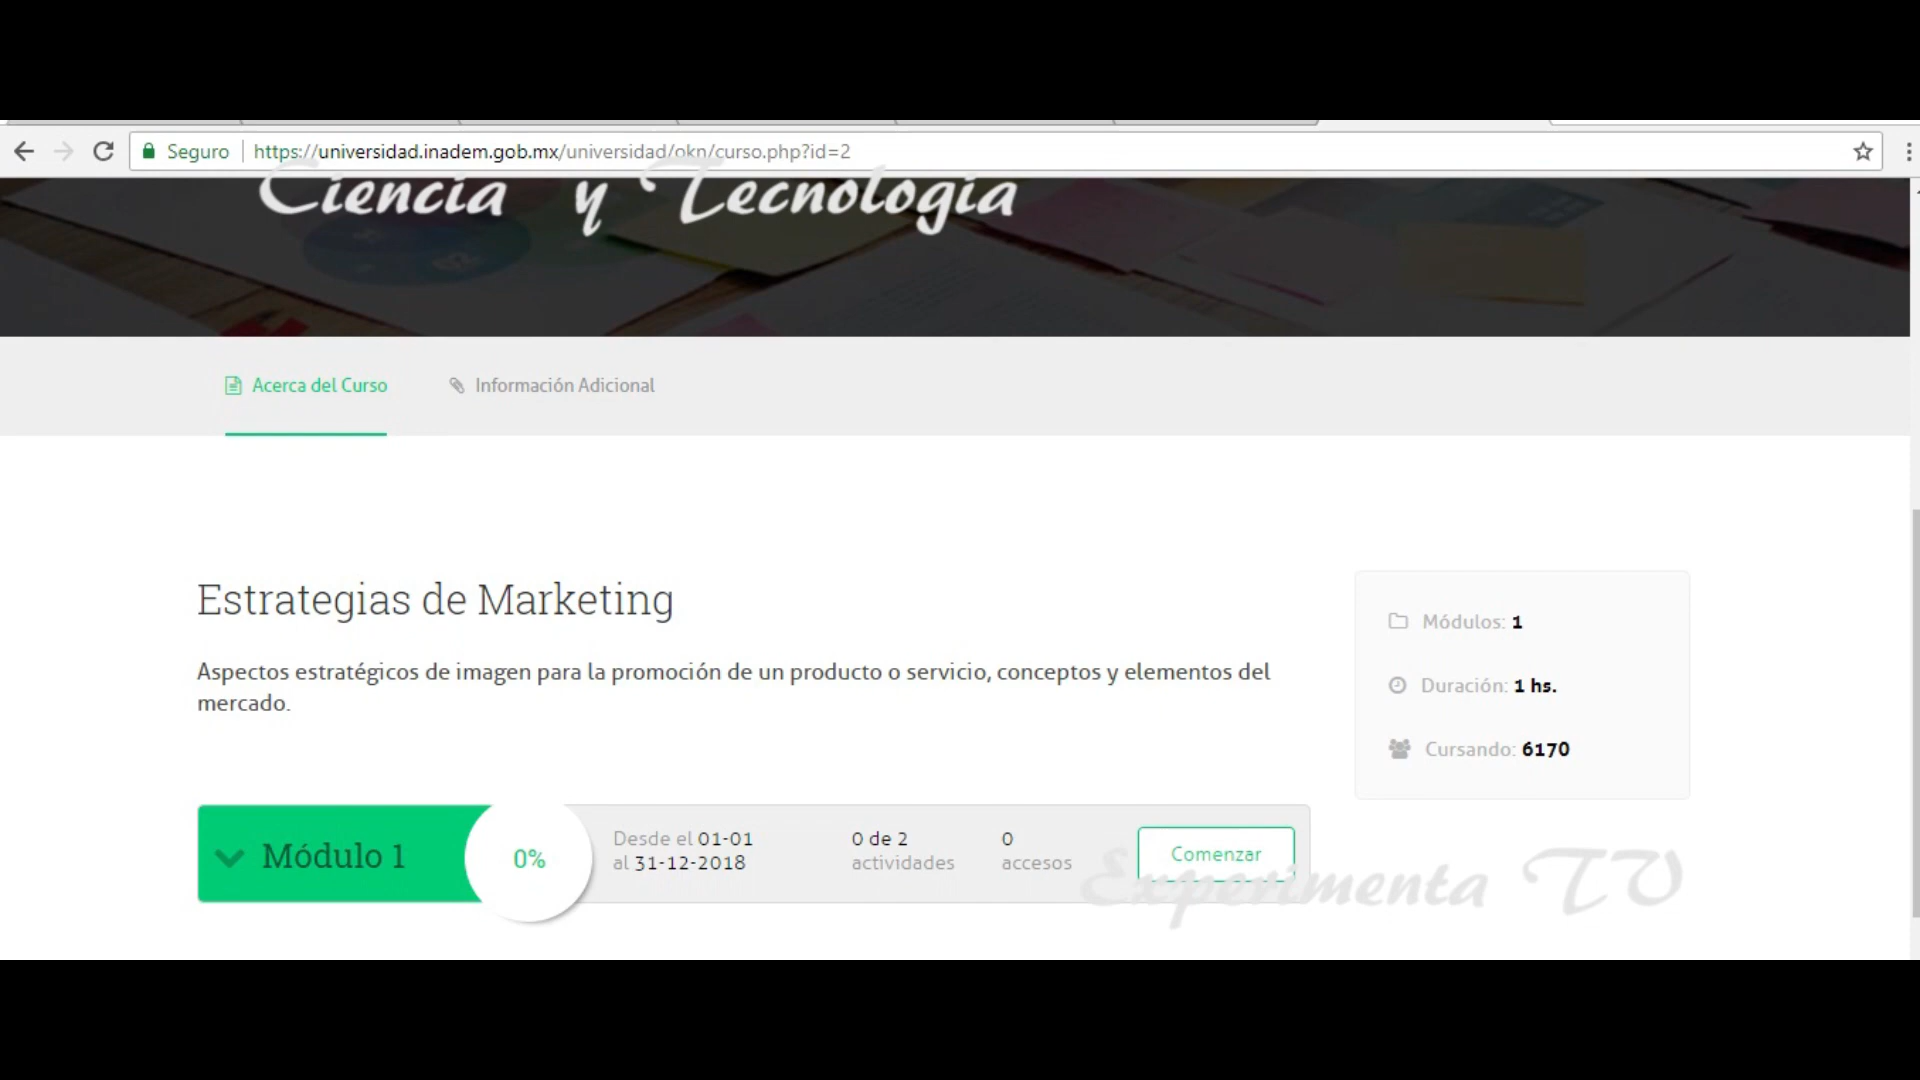 Seguro
https://universidad.inadem.gob.mx/universidad/okn/curso.php?id=2
Ciencia y Tecnología
Acerca del Curso
Información Adicional
Estrategias de Marketing
Aspectos estratégicos de imagen para la promoción de un producto o servicio, conceptos y elementos del
mercado.
Módulos: 1
Duración: 1 hs.
Cursando: 6170
Módulo 1
0%
Desde el 01-01
al 31-12-2018
0 de 2
actividades
0
accesos
Comenzar
Experimenta TV